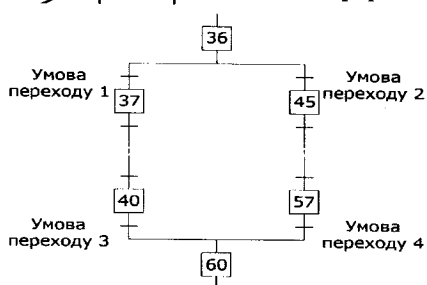 36
Умова
переходу 1
Умова
переходу 2
37
45
40
57
Умова
переходу 3
Умова
переходу 4
60